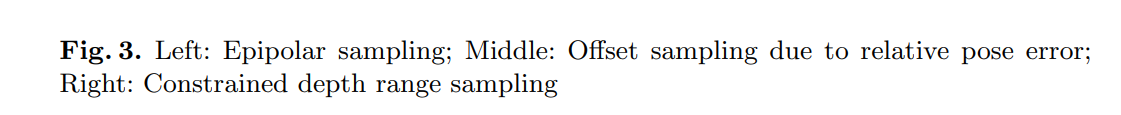 Fig. 3. Left: Epipolar sampling; Middle: Offset sampling due to relative pose error;
Right: Constrained depth range sampling